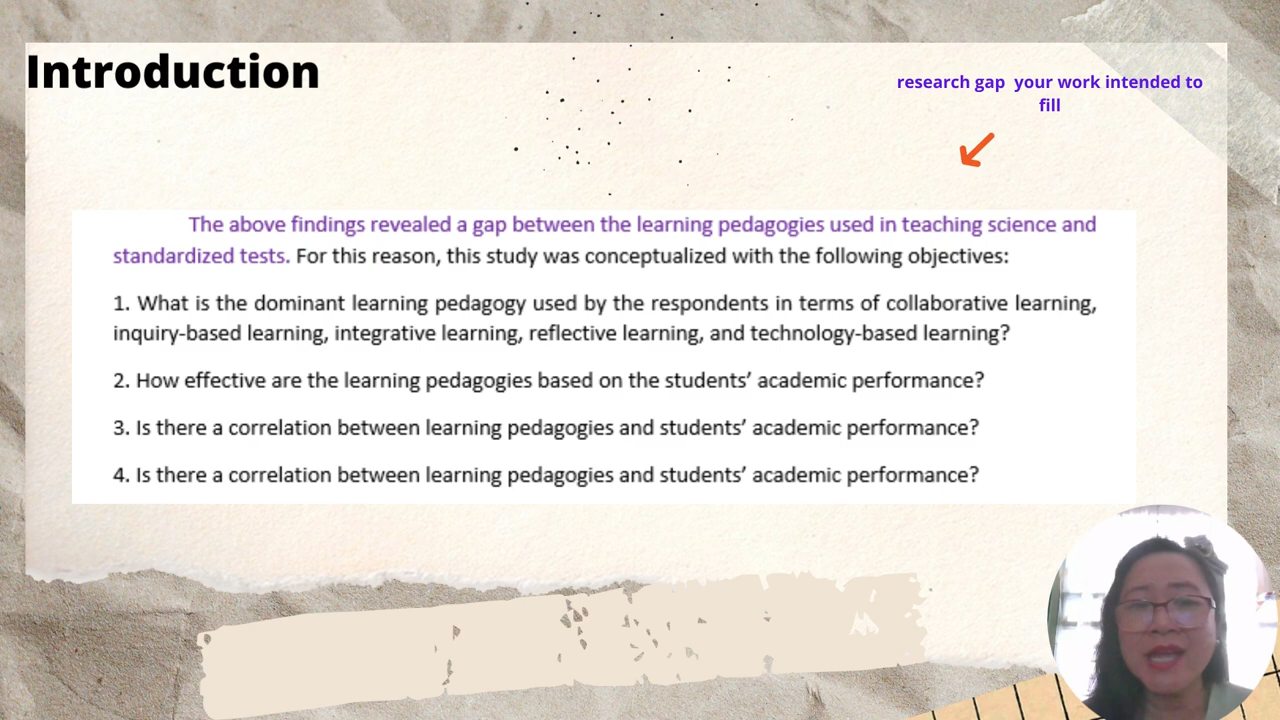 Introduction
research gap  your work intended to
fill
The above findings revealed a gap between the learning pedagogies used in teaching science and
standardized tests. For this reason, this study was conceptualized with the following objectives:
1. What is the dominant learning pedagogy used by the respondents in terms of collaborative learning,
inquiry-based learning, integrative learning, reflective learning, and technology-based learning?
2. How effective are the learning pedagogies based on the students’ academic performance?
3. Is there a correlation between learning pedagogies and students’ academic performance?
4. Is there a correlation between learning pedagogies and students’ academic performance?